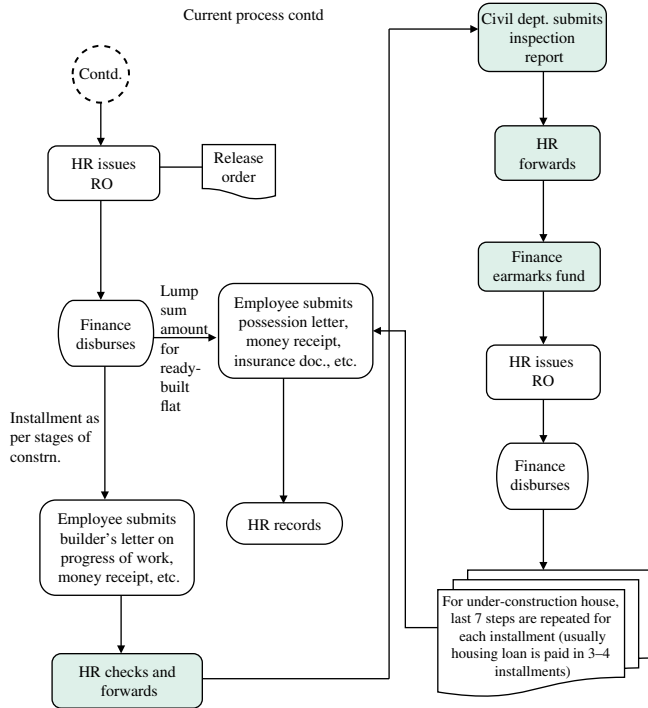 Current process contd
Contd.
HR issues
RO
Release
order
Finance
disburses
Lump
sum
amount
for
ready-
built
flat
Employee submits
possession letter,
money receipt,
insurance doc., etc.
HR records
Installment as
per stages of
constrn.
Employee submits
builder's letter on
progress of work,
money receipt, etc.
HR checks and
forwards
Civil dept. submits
inspection
report
HR
forwards
Finance
earmarks fund
HR issues
RO
Finance
disburses
For under-construction house,
last 7 steps are repeated for
each installment (usually
housing loan is paid in 3–4
installments)